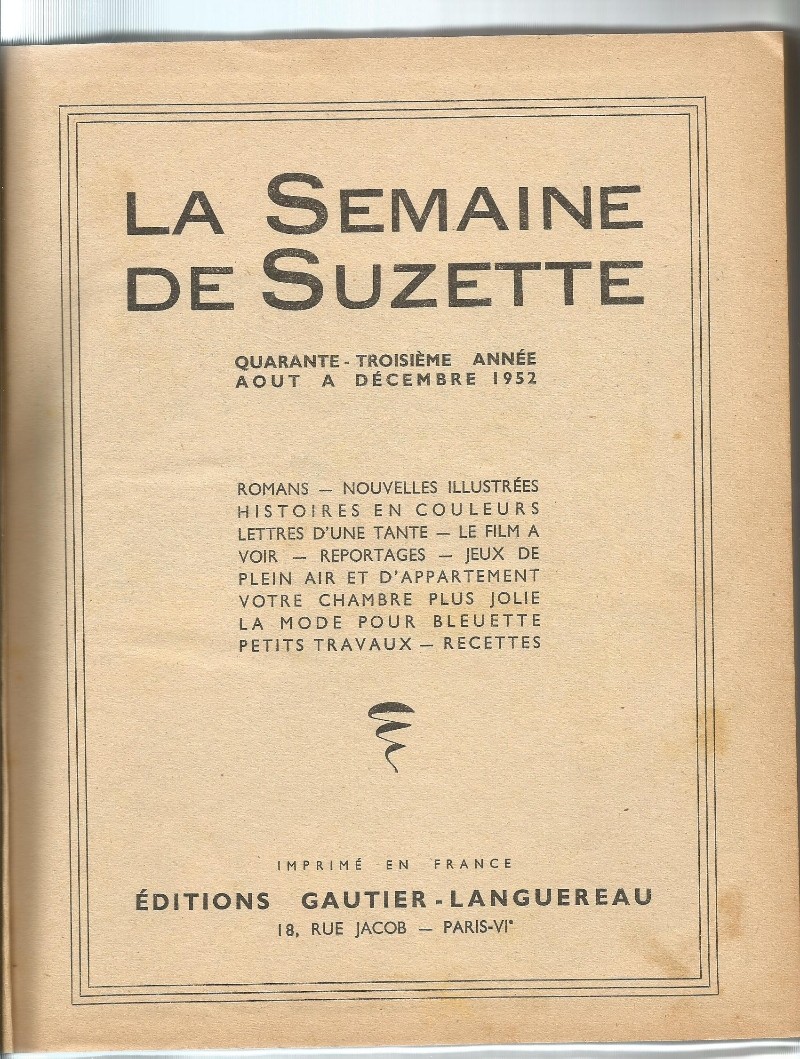 LA SEMAINE
DE SUZETTE
QUARANTE-TROISIÈME ANNÉE
AOUT A DÉCEMBRE 1952
ROMANS — NOUVELLES ILLUSTRÉES
HISTOIRES EN COULEURS
LETTRES D'UNE TANTE — LE FILM A
VOIR — REPORTAGES — JEUX DE
PLEIN AIR ET D'APPARTEMENT
VOTRE CHAMBRE PLUS JOLIE
LA MODE POUR BLEUETTE
PETITS TRAVAUX — RECETTES
IMPRIMÉ EN FRANCE
ÉDITIONS GAUTIER-LANGUEREAU
18, RUE JACOB — PARIS-VIᵉ